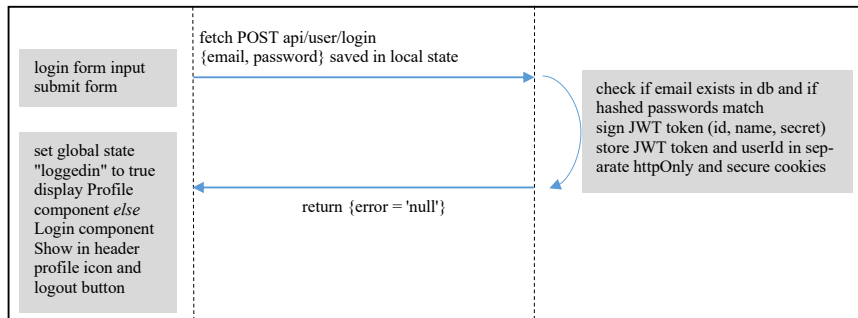 fetch POST api/user/login
{email, password} saved in local state
login form input
submit form
check if email exists in db and if
hashed passwords match
sign JWT token (id, name, secret)
store JWT token and userId in sep-
arate httpOnly and secure cookies
set global state
"loggedin" to true
display Profile
component else
Login component
Show in header
profile icon and
logout button
return {error = 'null'}